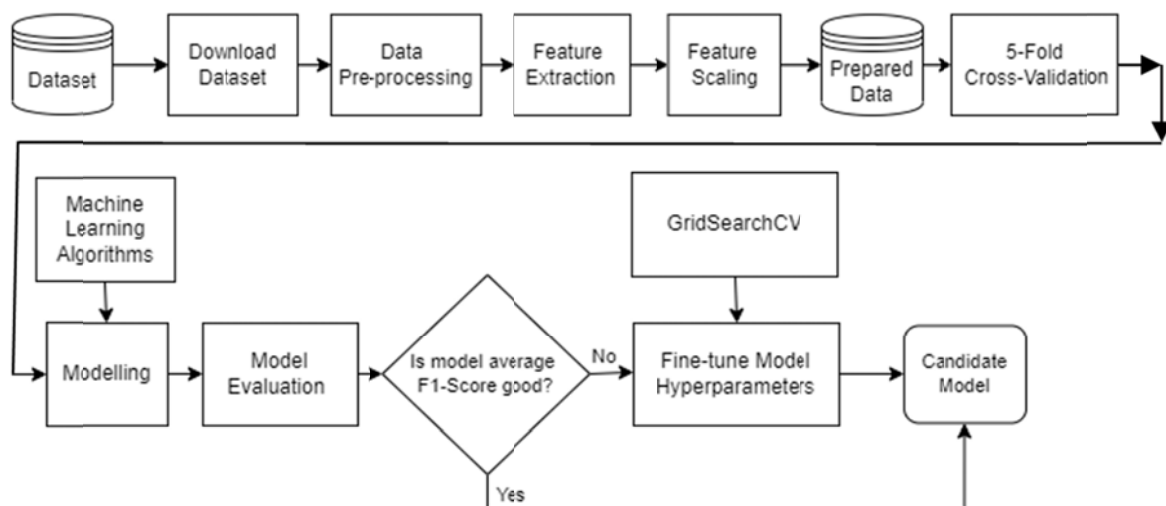 Dataset
Download
Dataset
Data
Pre-processing
Feature
Extraction
Feature
Scaling
Prepared
Data
5-Fold
Cross-Validation
Machine
Learning
Algorithms
GridSearchCV
Modelling
Model
Evaluation
Is model average
F1-Score good?
No
Fine-tune Model
Hyperparameters
Candidate
Model
Yes